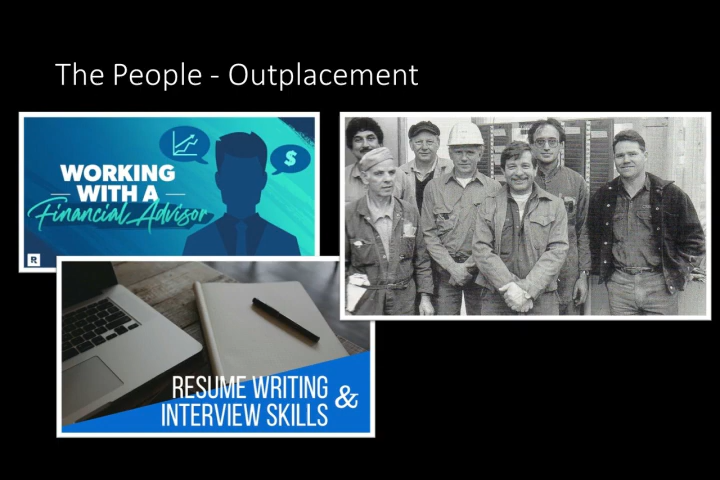 The People - Outplacement
WORKING
WITH A
Financial Advisor
$
R
RESUME WRITING
&
INTERVIEW SKILLS